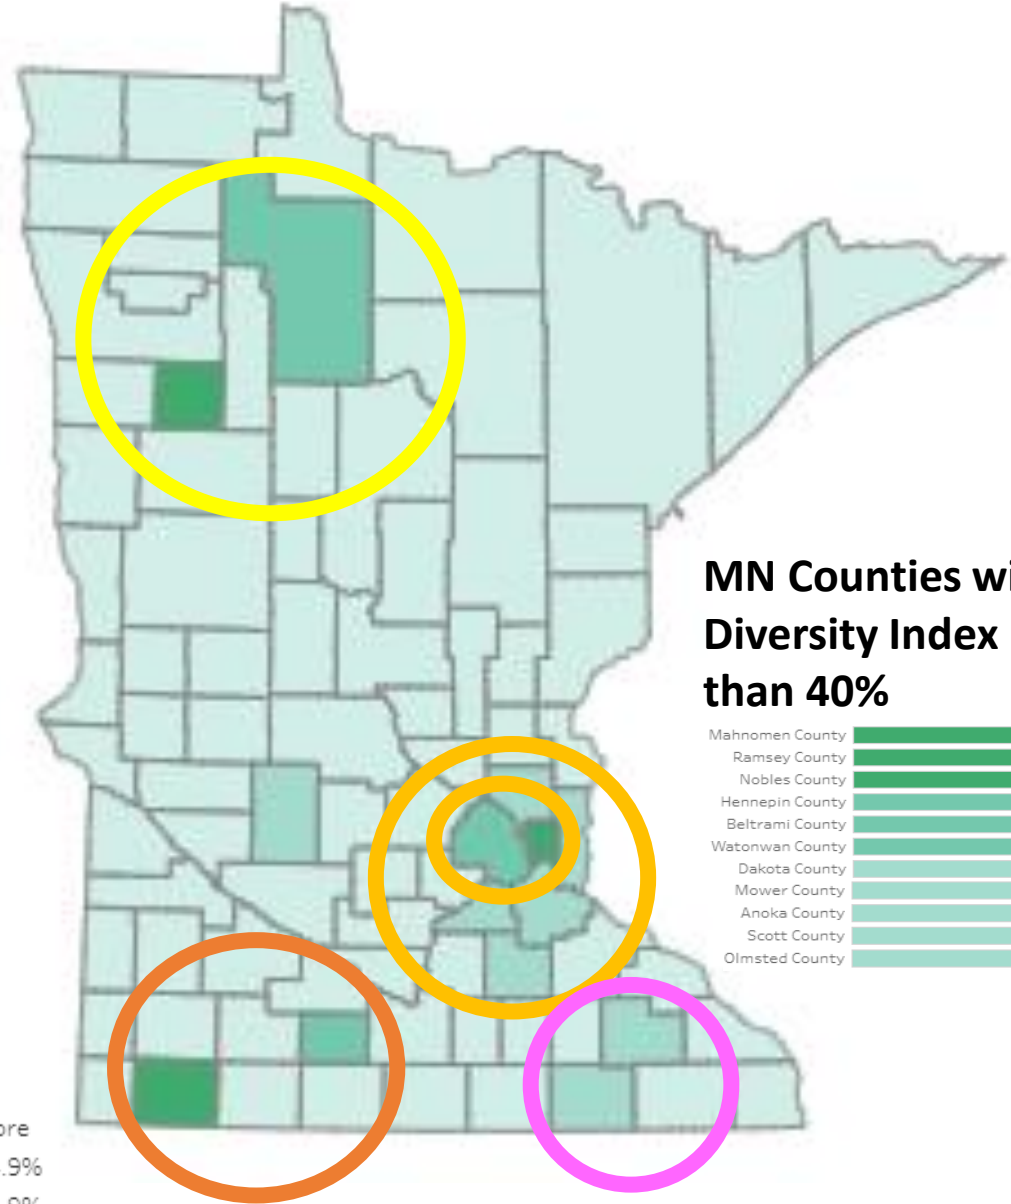 MN Counties wi
Diversity Index
than 40%
Mahnomen County
Ramsey County
Nobles County
Hennepin County
Beltrami County
Watonwan County
Dakota County
Mower County
Anoka County
Scott County
Olmsted County
ore
.9%